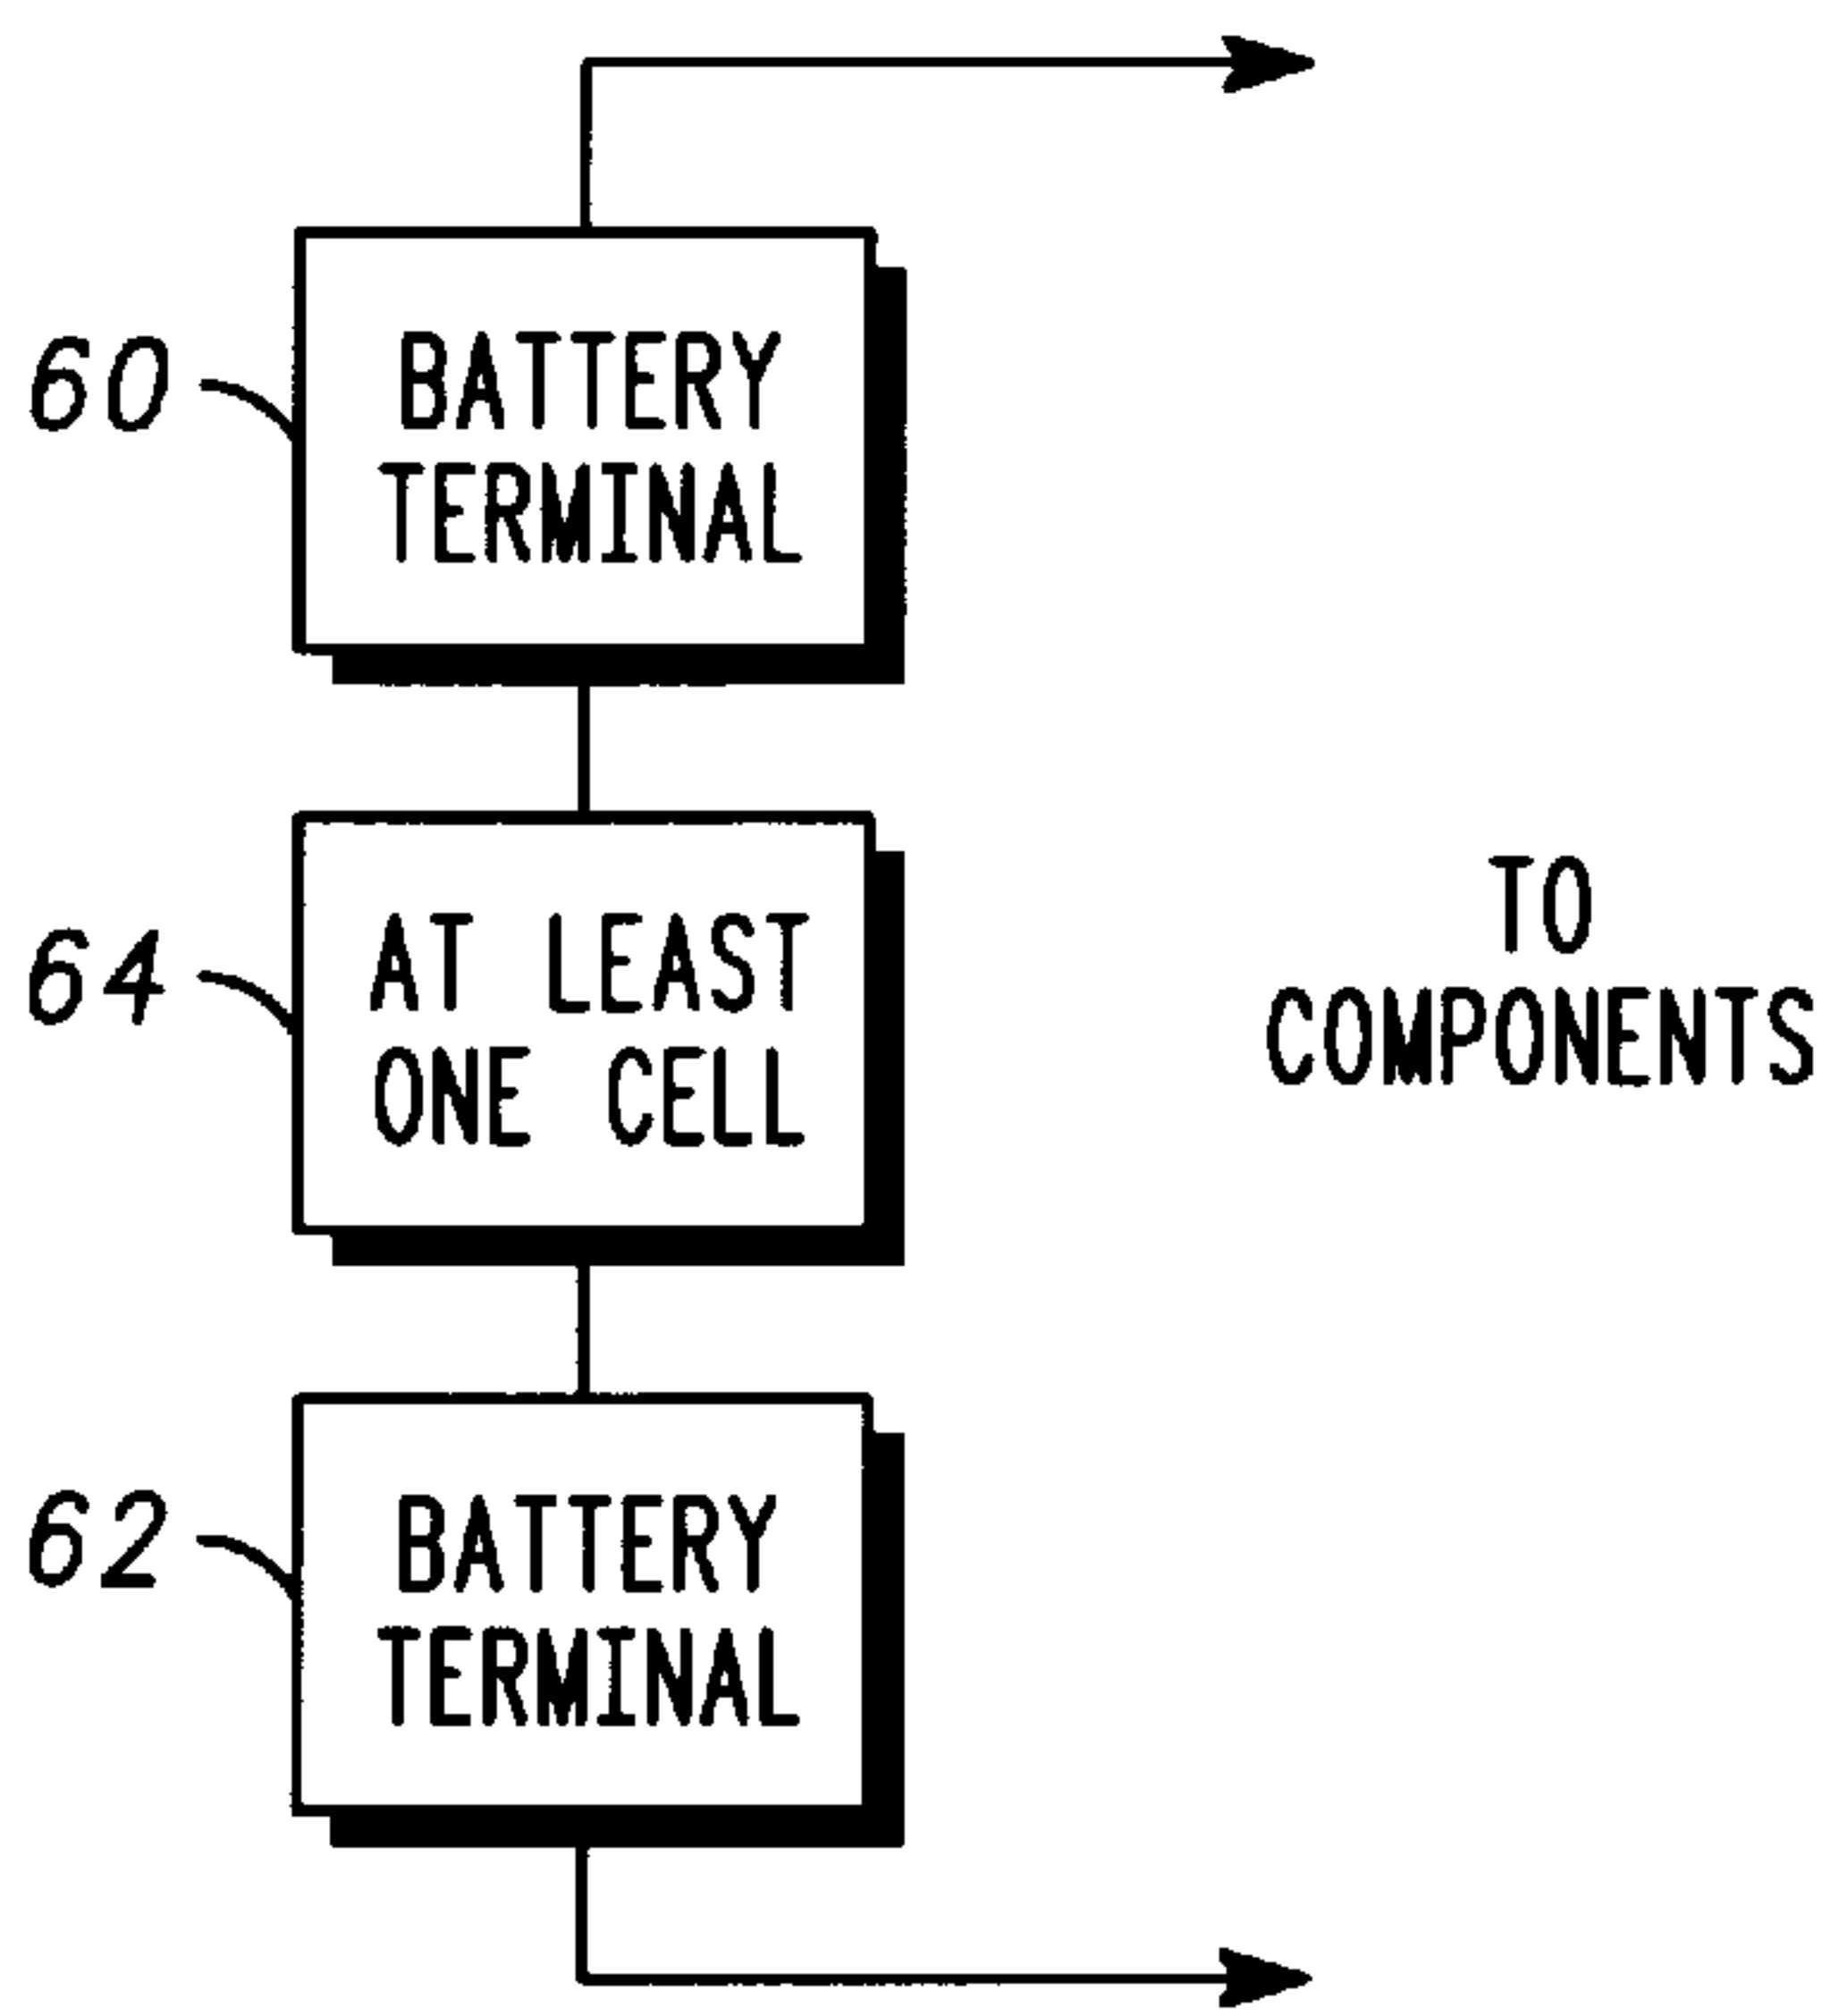 60
BATTERY
TERMINAL
64
AT LEAST
ONE CELL
TO
COMPONENTS
62
BATTERY
TERMINAL